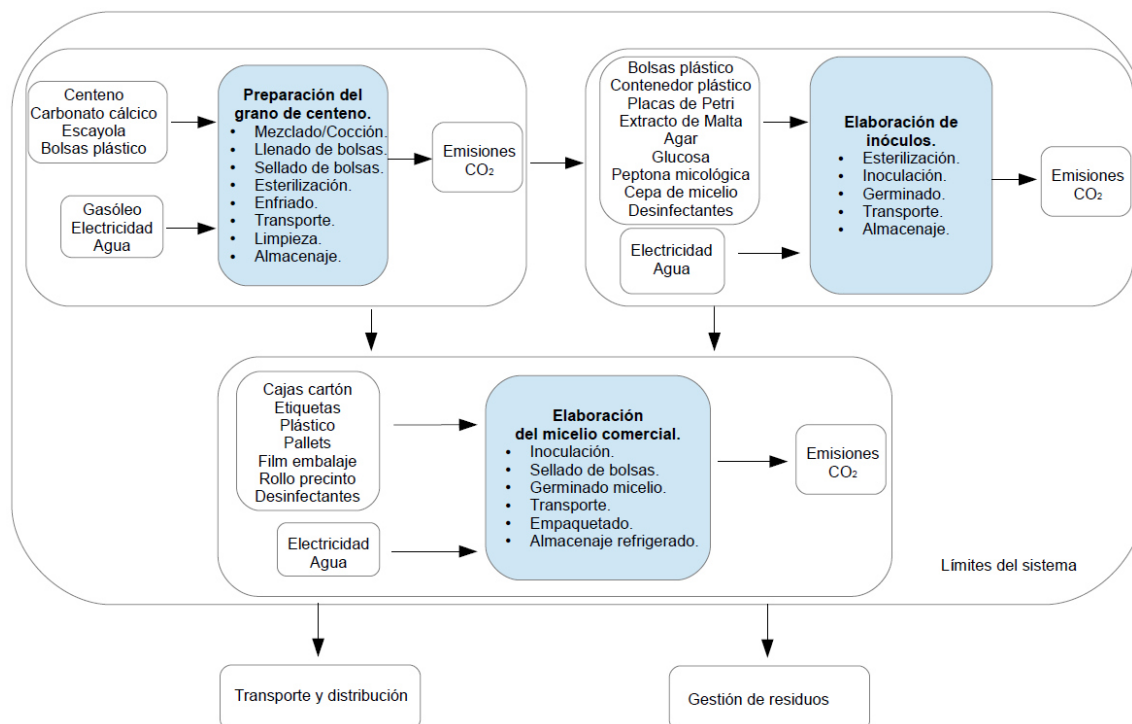 Centeno
Carbonato cálcico
Escayola
Bolsas plástico
Gasóleo
Electricidad
Agua
Preparación del
grano de centeno.
• Mezclado/Cocción.
• Llenado de bolsas.
• Sellado de bolsas.
• Esterilización.
• Enfriado.
• Transporte.
• Limpieza.
• Almacenaje.
Emisiones
CO₂
Bolsas plástico
Contenedor plástico
Placas de Petri
Extracto de Malta
Agar
Glucosa
Peptona micológica
Cepa de micelio
Desinfectantes
Electricidad
Agua
Elaboración de
inóculos.
• Esterilización.
• Inoculación.
• Germinado.
• Transporte.
• Almacenaje.
Emisiones
CO₂
Cajas cartón
Etiquetas
Plástico
Pallets
Film embalaje
Rollo precinto
Desinfectantes
Electricidad
Agua
Elaboración
del micelio comercial.
• Inoculación.
• Sellado de bolsas.
• Germinado micelio.
• Transporte.
• Empaquetado.
• Almacenaje refrigerado.
Emisiones
CO₂
Límites del sistema
Transporte y distribución
Gestión de residuos